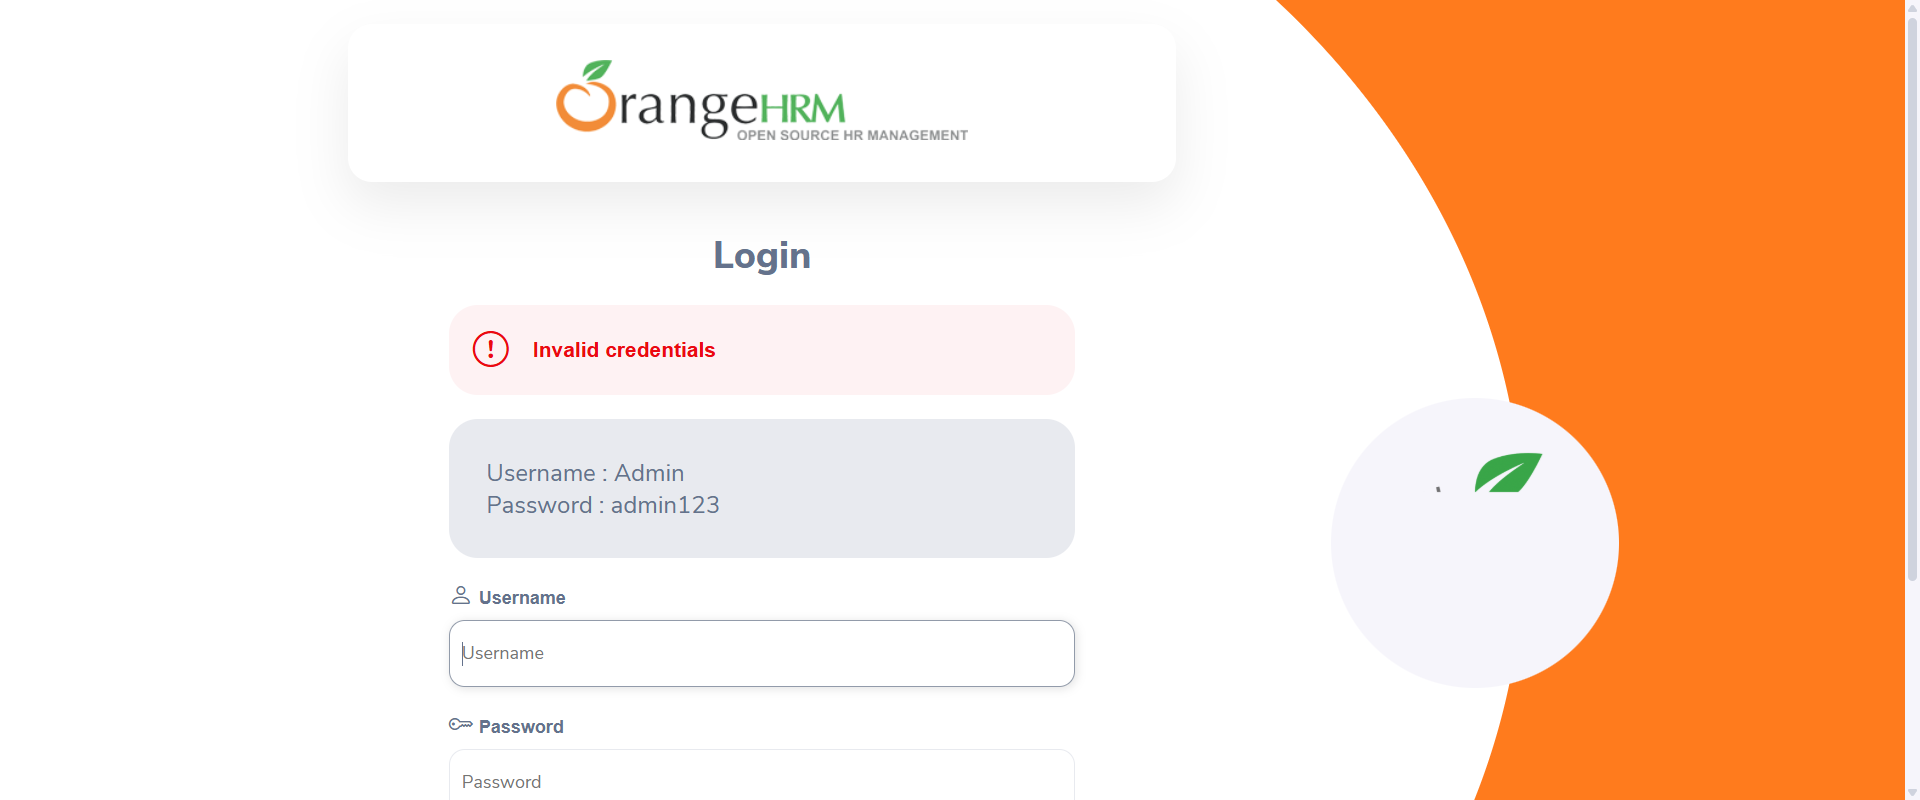 OrangeHRM
OPEN SOURCE HR MANAGEMENT
Login
Invalid credentials
Username : Admin
Password : admin123
Username
Username
Password
Password